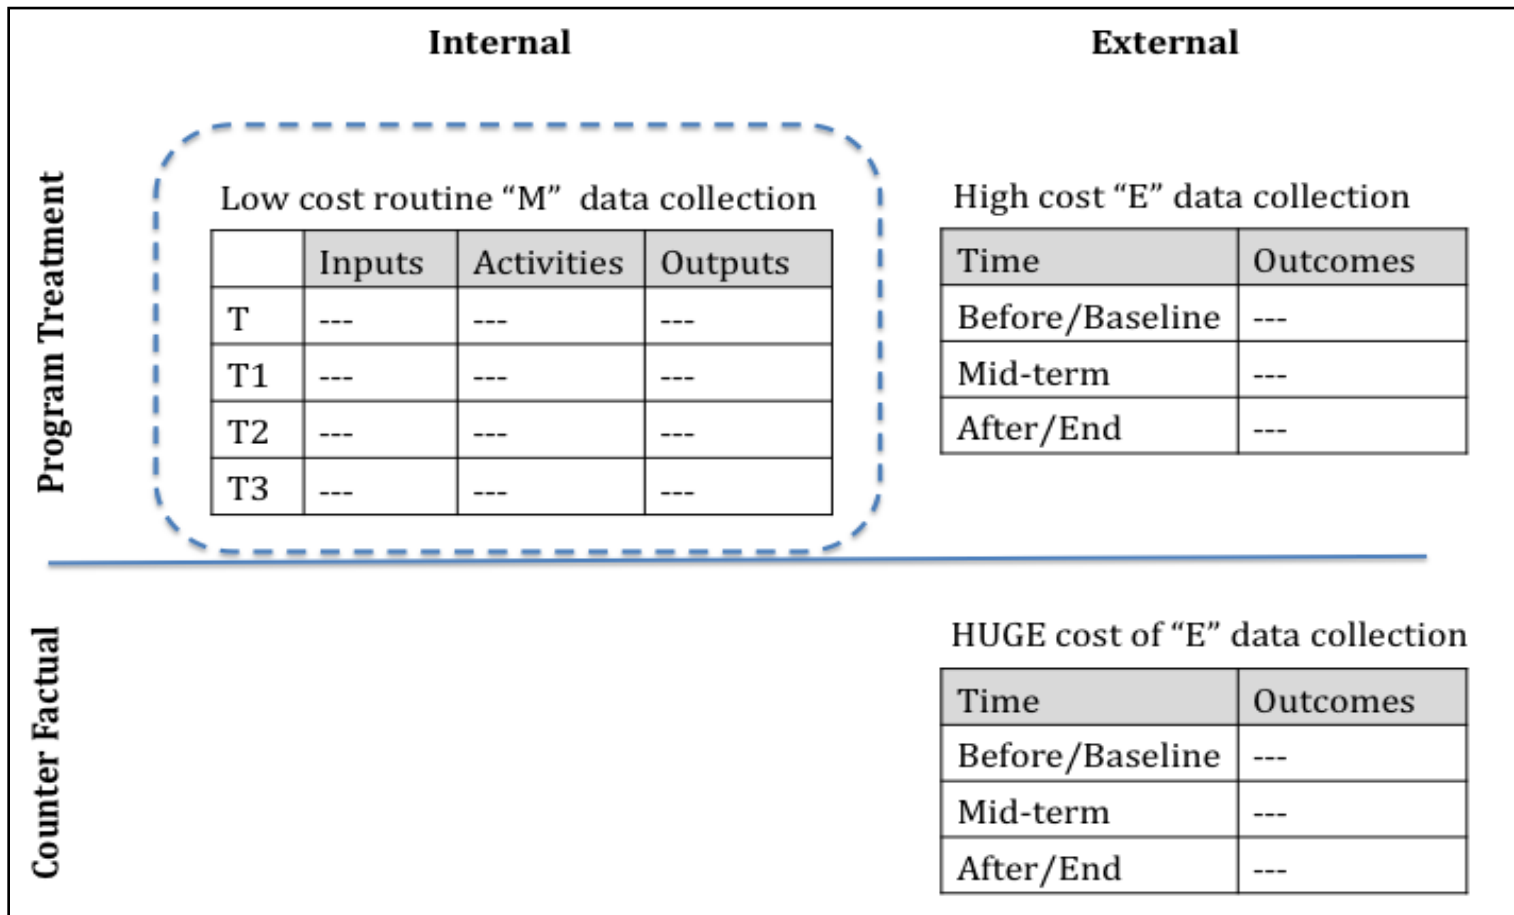 Internal
External
Program Treatment
Low cost routine “M” data collection
Inputs Activities Outputs
T --- --- ---
T1 --- --- ---
T2 --- --- ---
T3 --- --- ---
High cost “E” data collection
Time Outcomes
Before/Baseline ---
Mid-term ---
After/End ---
Counter Factual
HUGE cost of “E” data collection
Time Outcomes
Before/Baseline ---
Mid-term ---
After/End ---